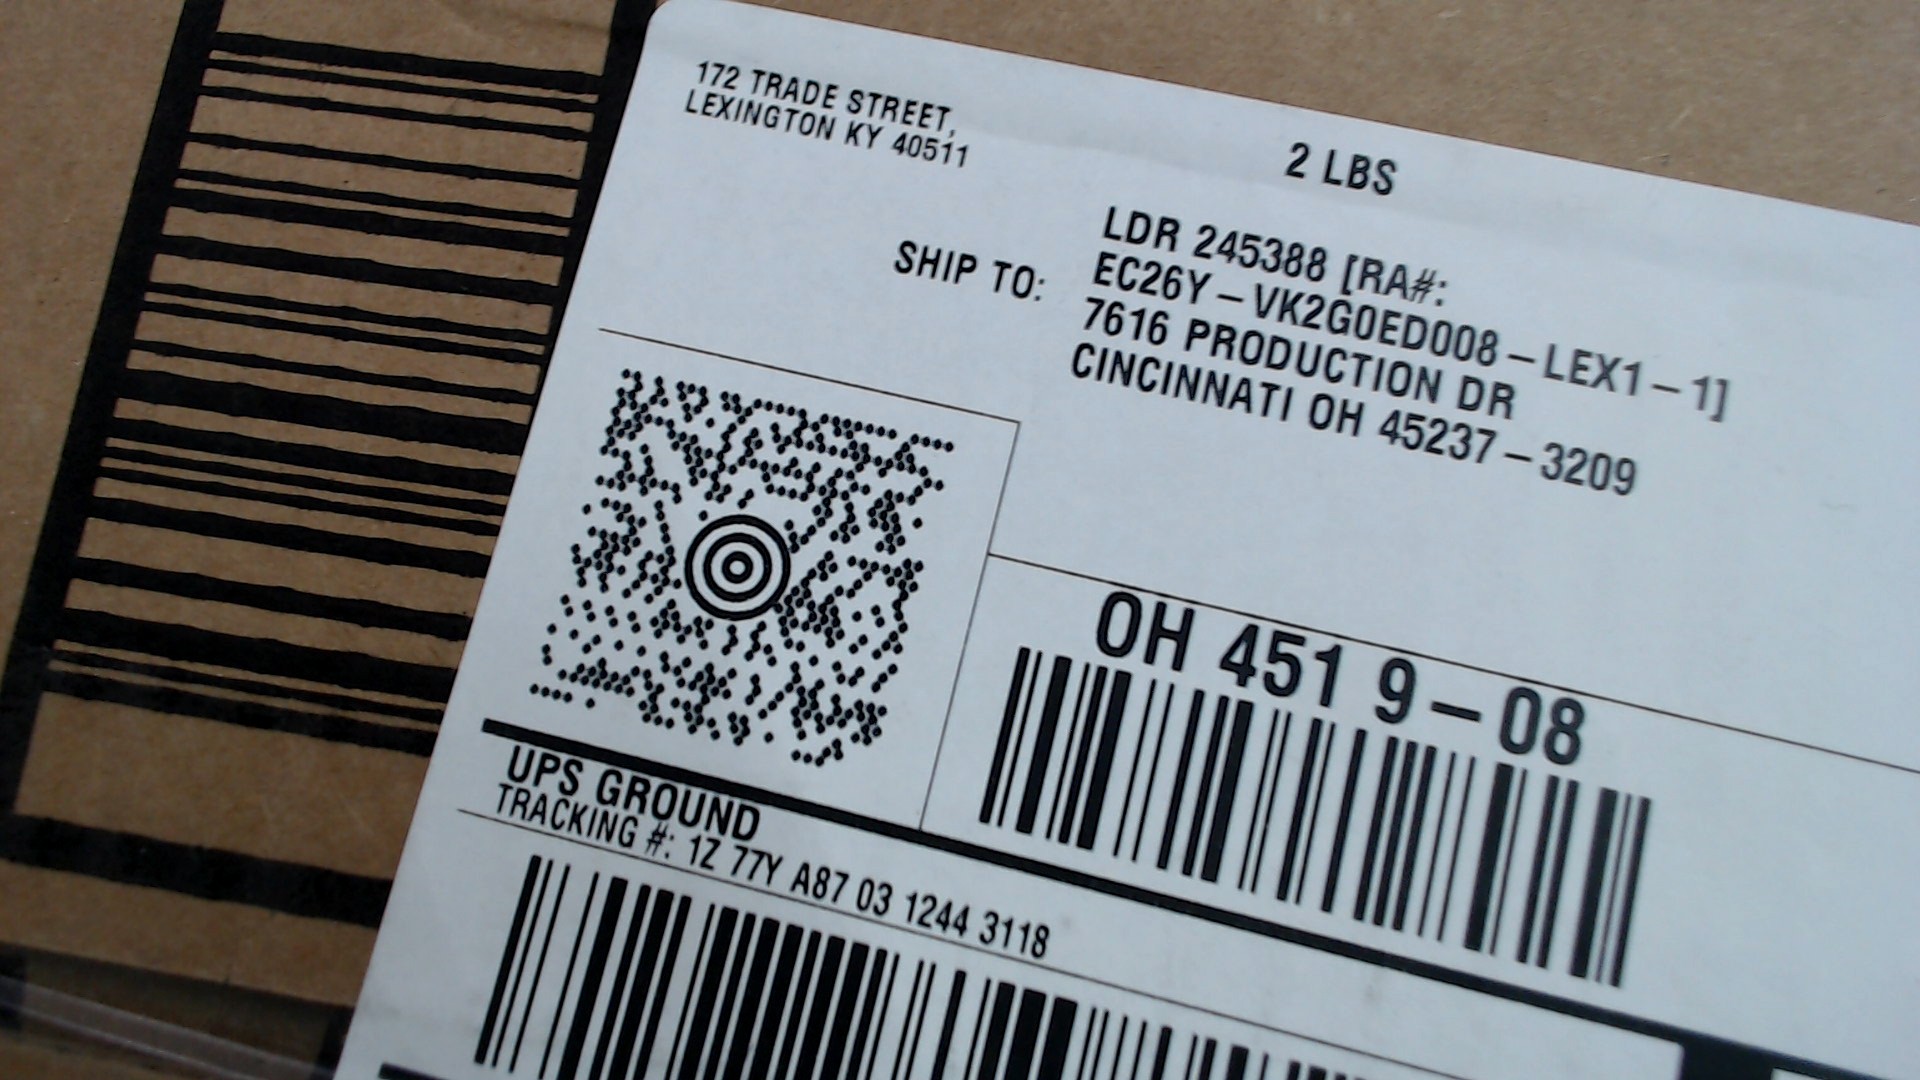 172 TRADE STREET,
LEXINGTON KY 40511
2 LBS
SHIP TO:
LDR 245388 [RA#:
EC26Y – VK2G0ED008 – LEX1 – 1]
7616 PRODUCTION DR
CINCINNATI OH 45237 – 3209
OH 451 9 – 08
UPS GROUND
TRACKING #: 1Z 77Y A87 03 1244 3118